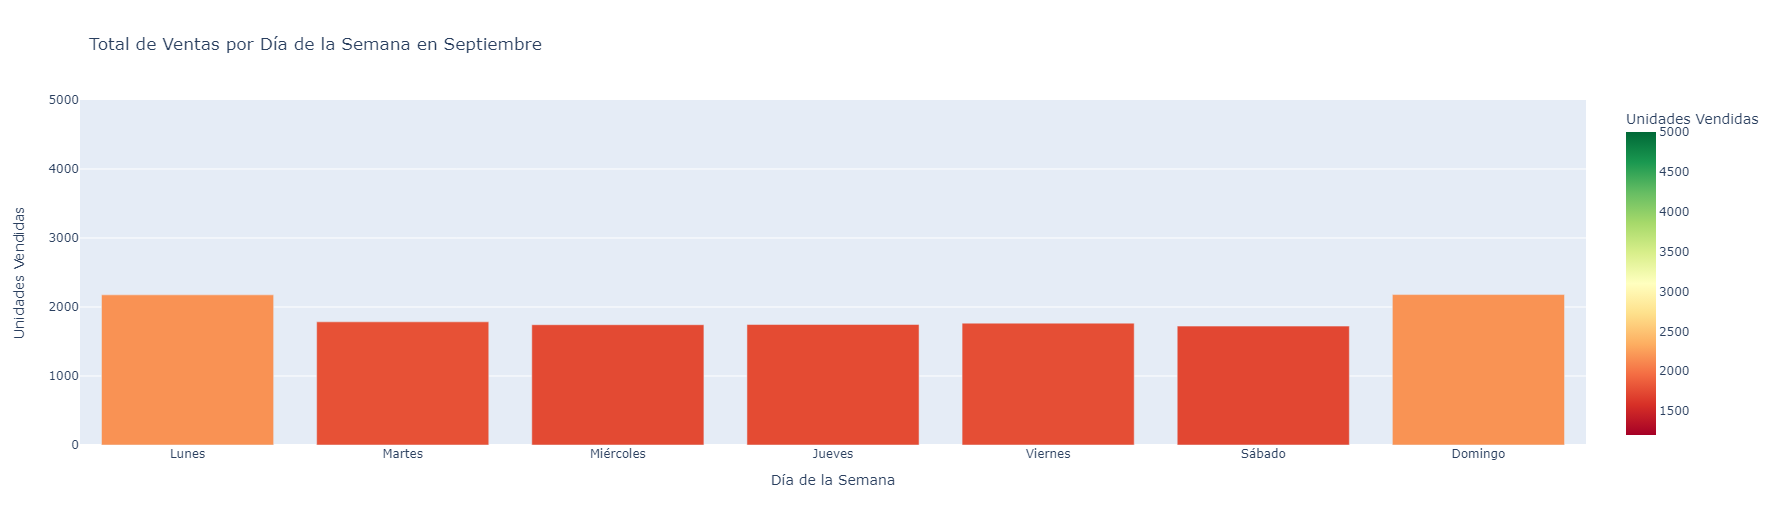 Total de Ventas por Día de la Semana en Septiembre
Unidades Vendidas
5000
4000
3000
2000
1000
0
Lunes
Martes
Miércoles
Jueves
Viernes
Sábado
Domingo
Día de la Semana
Unidades Vendidas
5000
4500
4000
3500
3000
2500
2000
1500